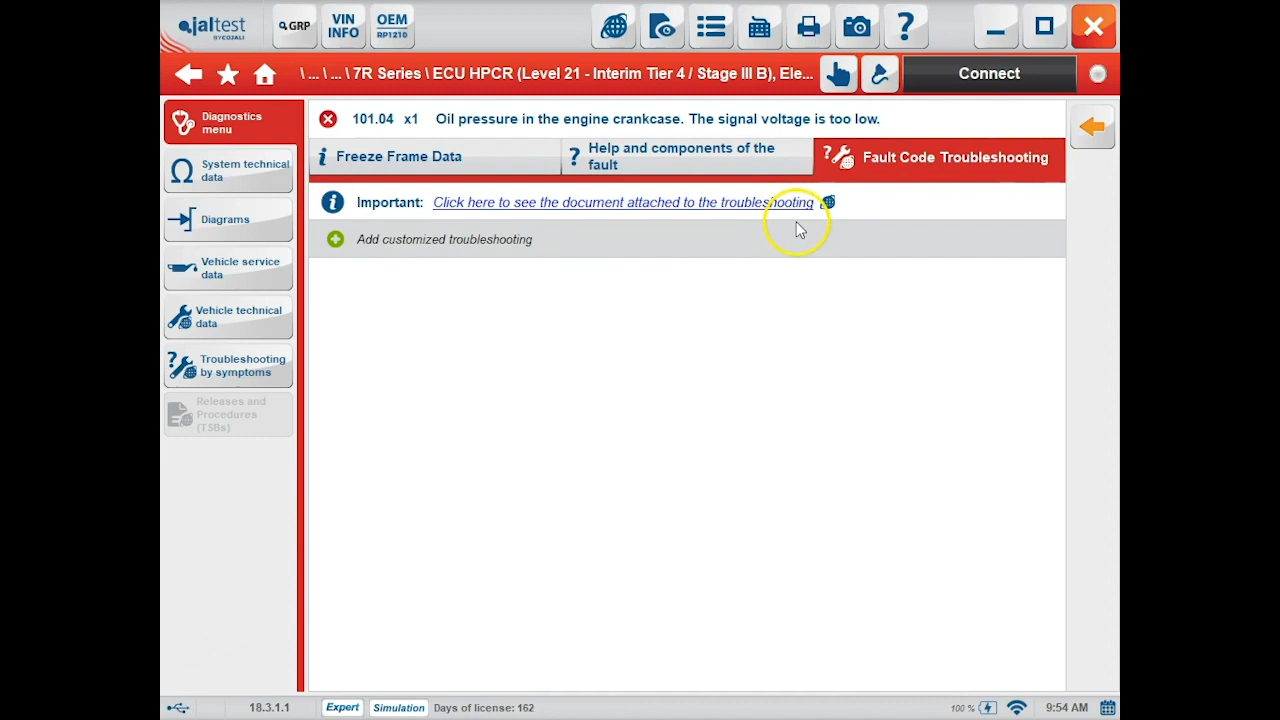 jaltest
BY COJALI
GRP
VIN
INFO
OEM
RP1210
\ ... \ ... \ 7R Series \ ECU HPCR (Level 21 - Interim Tier 4 / Stage III B), Ele...
Connect
Diagnostics
menu
101.04 x1 Oil pressure in the engine crankcase. The signal voltage is too low.
Freeze Frame Data
Help and components of the
fault
Fault Code Troubleshooting
System technical
data
Important: Click here to see the document attached to the troubleshooting
Diagrams
Add customized troubleshooting
Vehicle service
data
Vehicle technical
data
Troubleshooting
by symptoms
Releases and
Procedures
(TSBs)
18.3.1.1
Expert
Simulation
Days of license: 162
100 %
9:54 AM